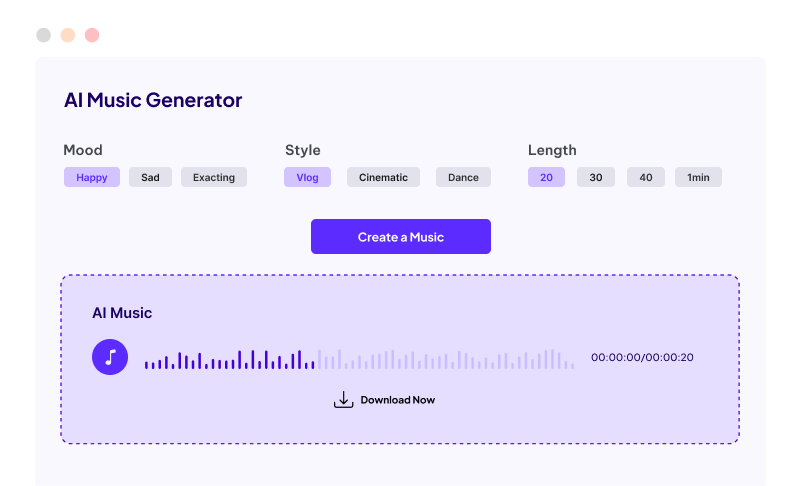 AI Music Generator
Mood Style Length
Happy Sad Exacting Vlog Cinematic Dance 20 30 40 1min
Create a Music
AI Music
00:00:00/00:00:20
Download Now